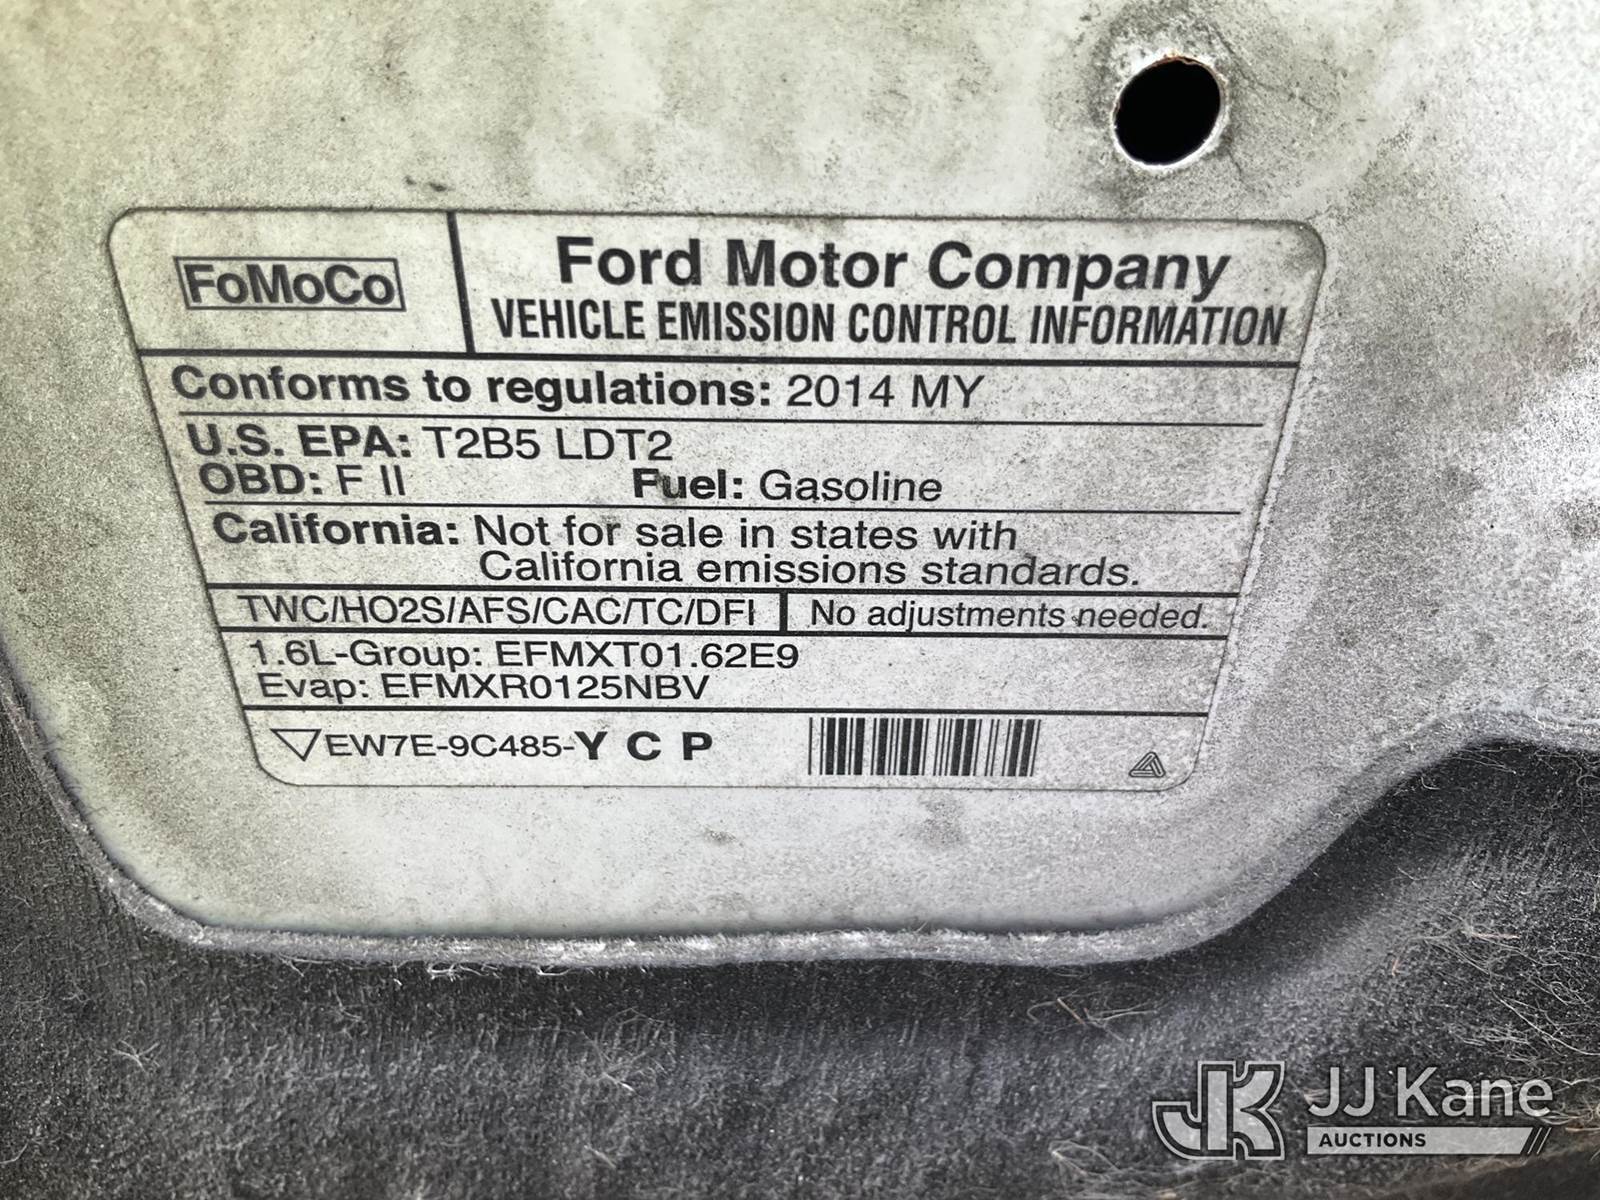 FoMoCo
Ford Motor Company
VEHICLE EMISSION CONTROL INFORMATION
Conforms to regulations: 2014 MY
U.S. EPA: T2B5 LDT2
OBD: F II Fuel: Gasoline
California: Not for sale in states with
California emissions standards.
TWC/HO2S/AFS/CAC/TC/DFI No adjustments needed.
1.6L-Group: EFMXT01.62E9
Evap: EFMXR0125NBV
EW7E-9C485-Y C P
JK JJ Kane
AUCTIONS